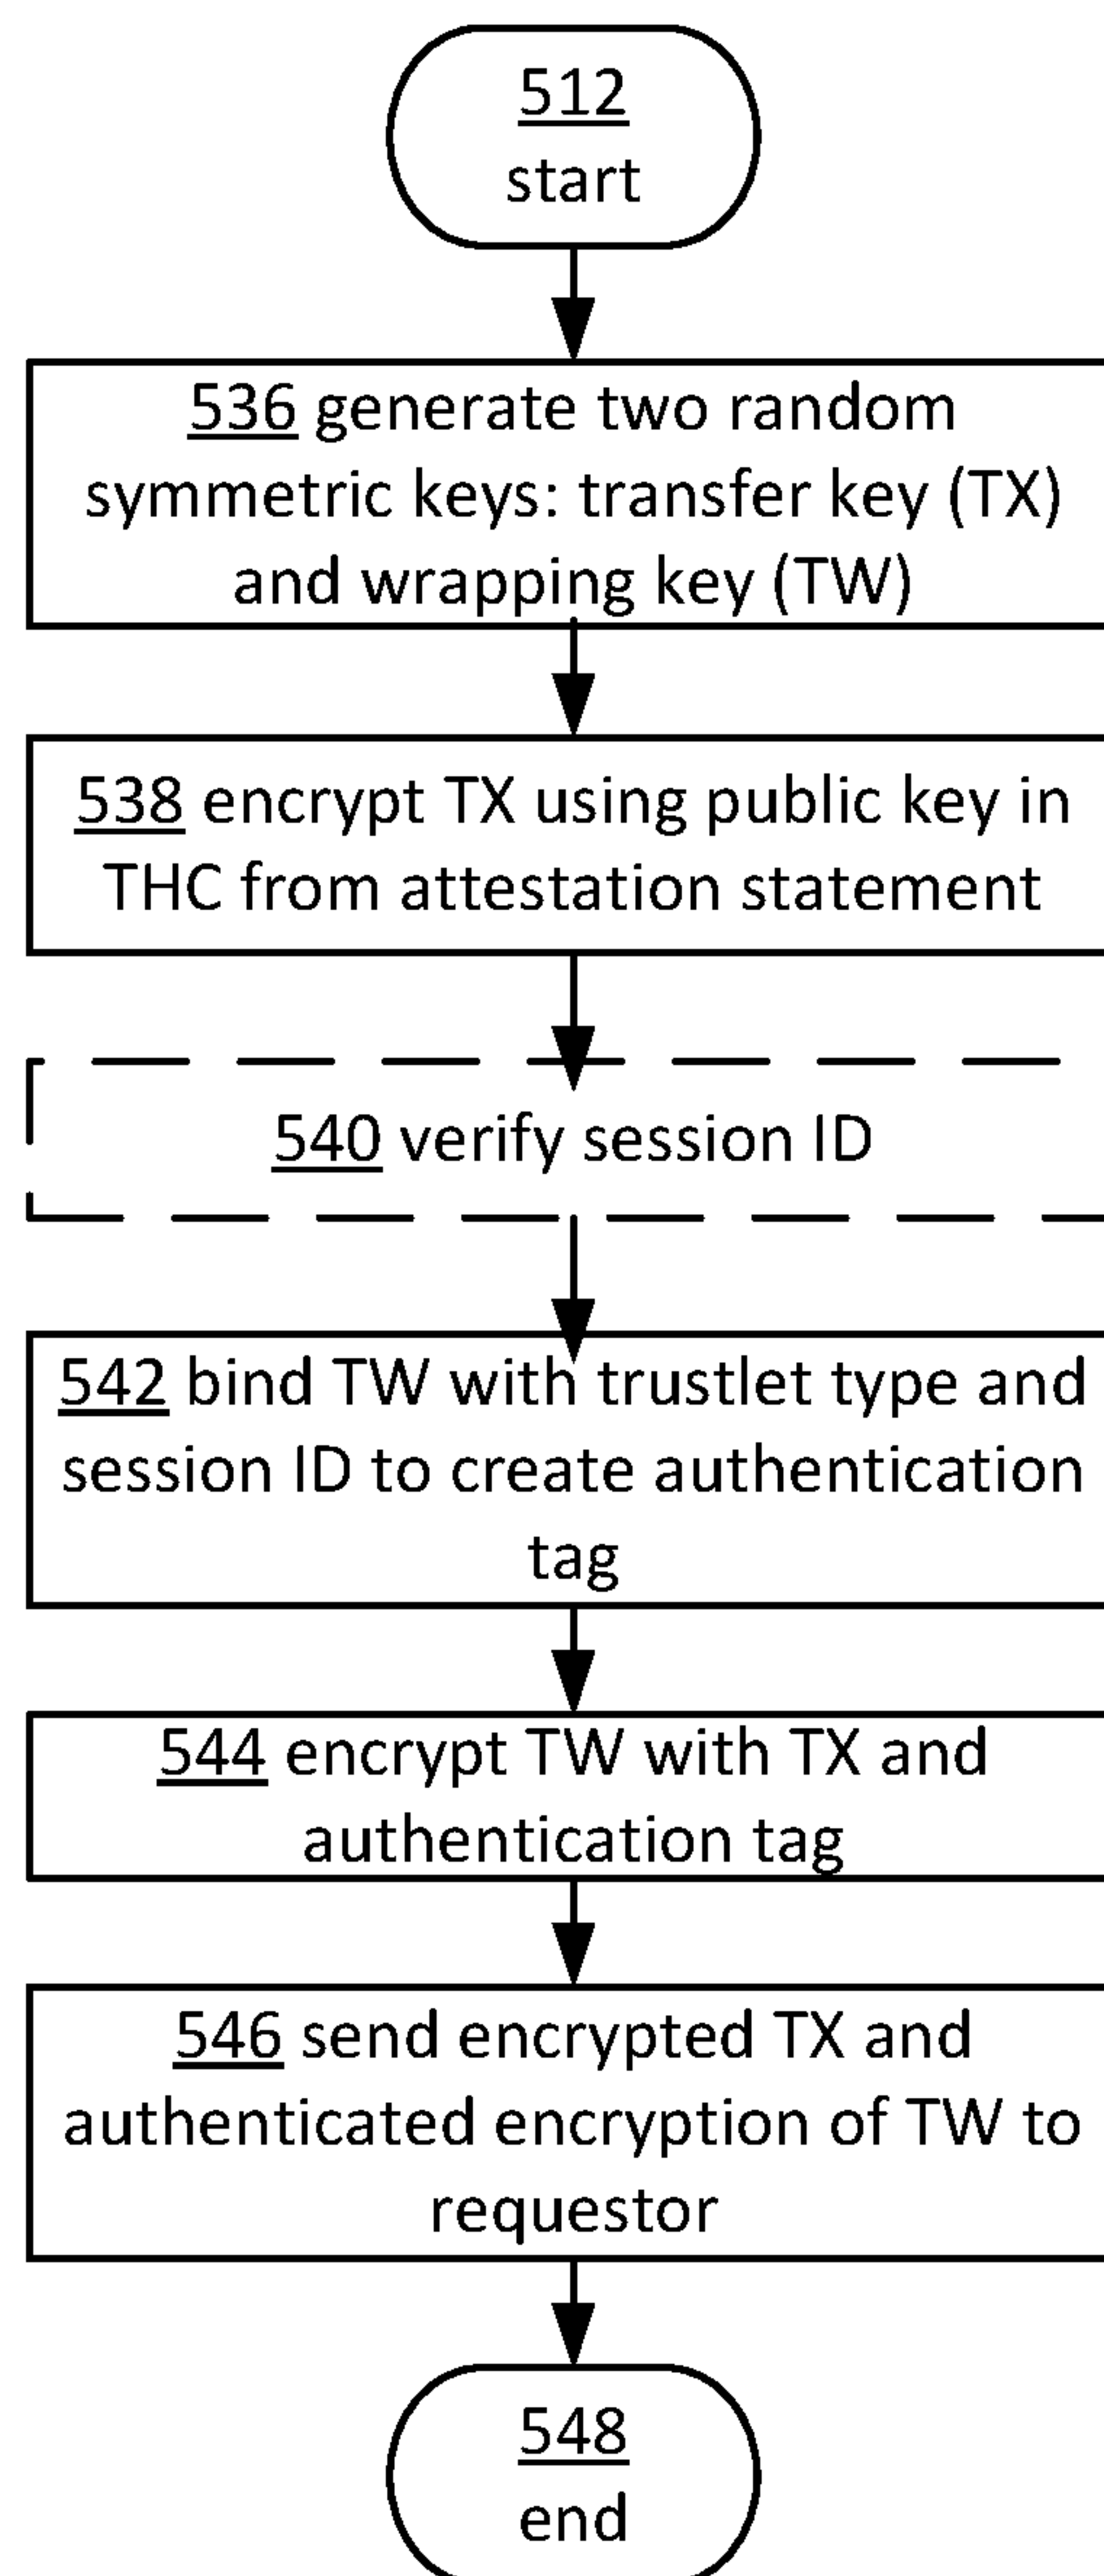 512
start
536 generate two random
symmetric keys: transfer key (TX)
and wrapping key (TW)
538 encrypt TX using public key in
THC from attestation statement
540 verify session ID
542 bind TW with trustlet type and
session ID to create authentication
tag
544 encrypt TW with TX and
authentication tag
546 send encrypted TX and
authenticated encryption of TW to
requestor
548
end